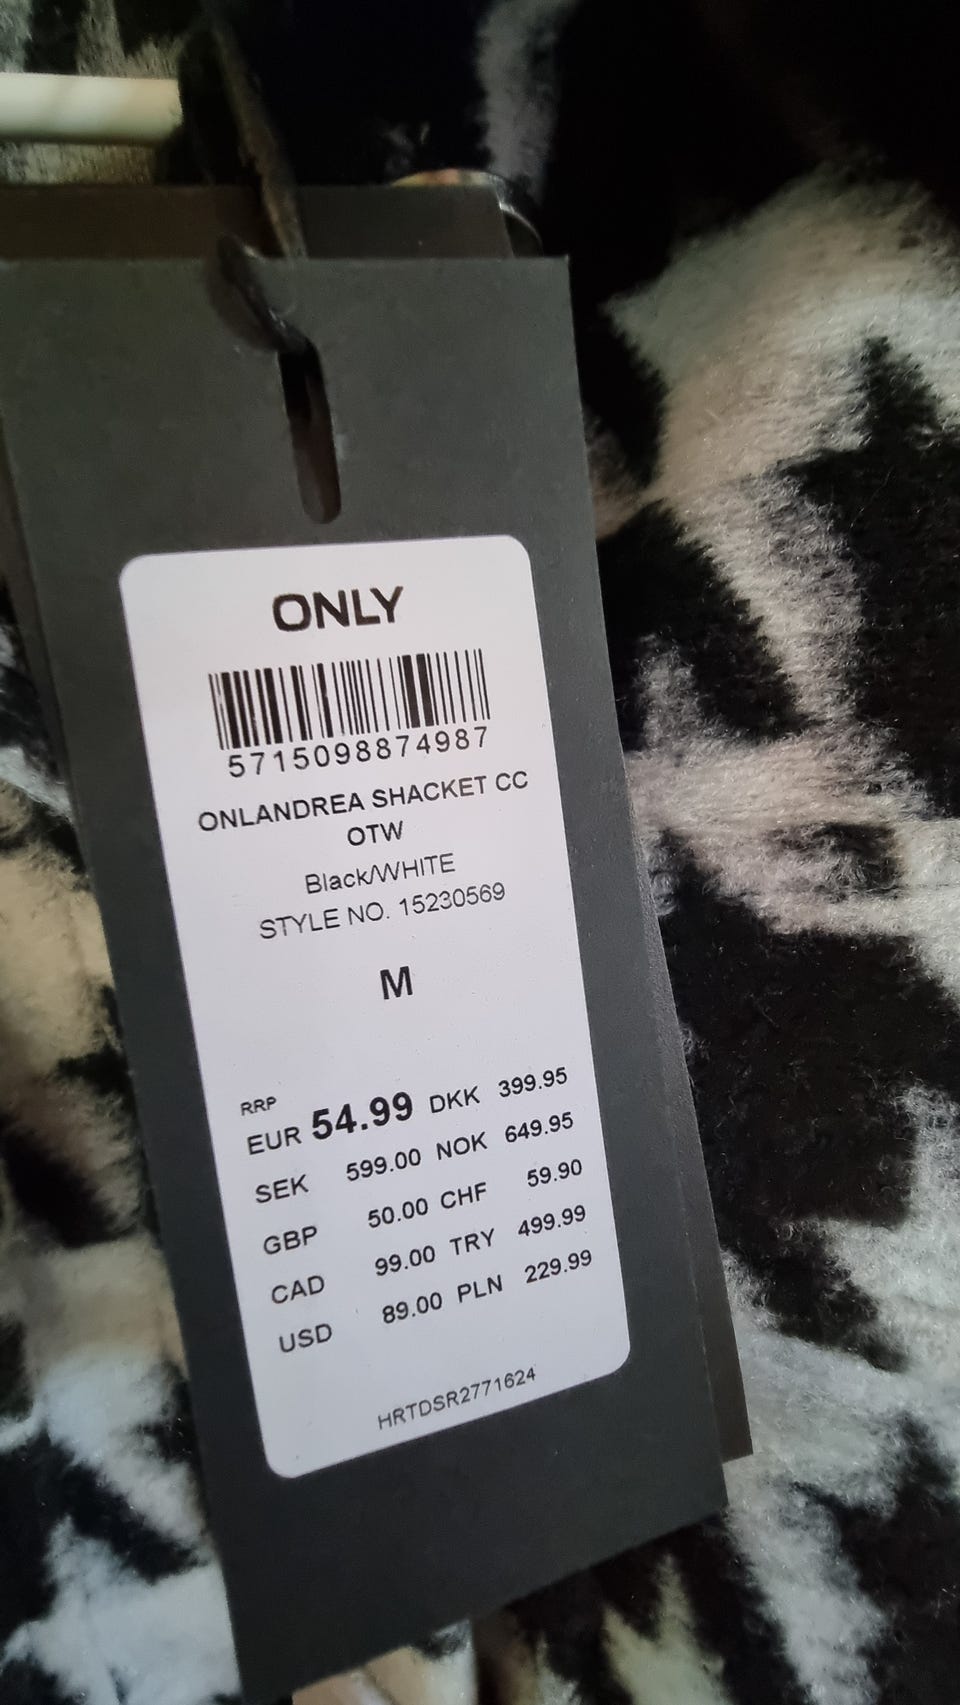 ONLY
5715098874987
ONLANDREA SHACKET CC
OTW
Black/WHITE
STYLE NO. 15230569
M
RRP
EUR 54.99 DKK 399.95
SEK 599.00 NOK 649.95
GBP 50.00 CHF 59.90
CAD 99.00 TRY 499.99
USD 89.00 PLN 229.99
HRTDSR2771624